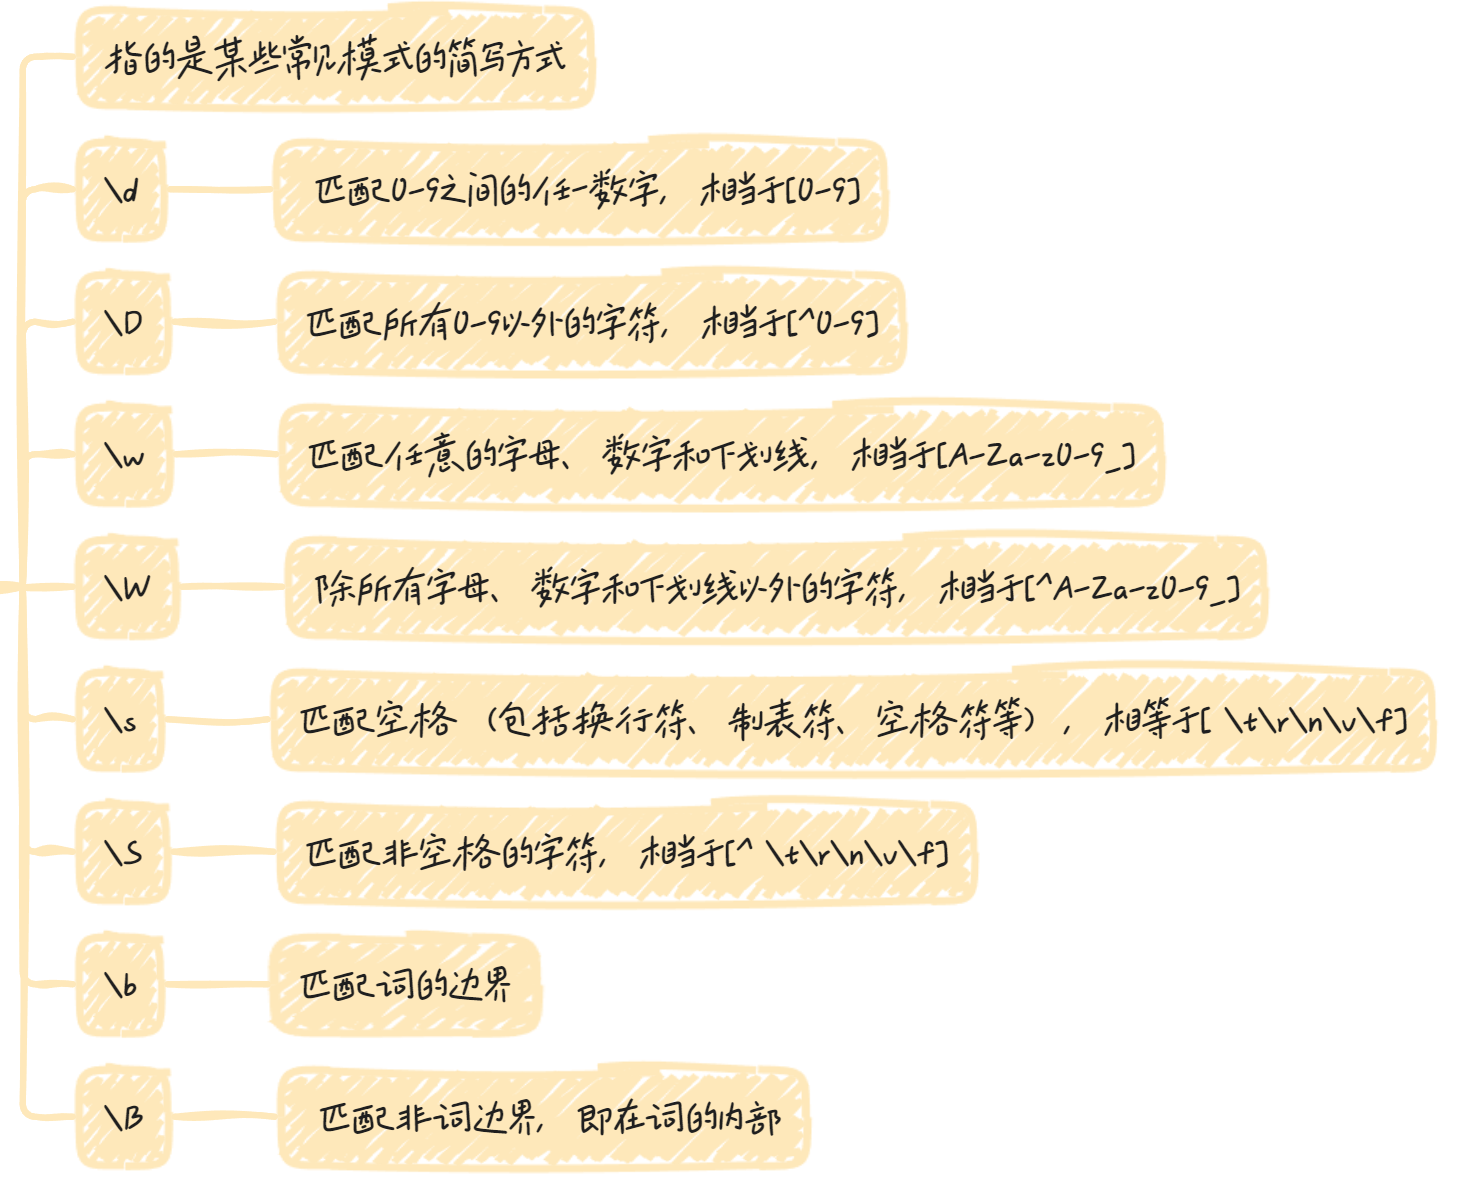 指的是某些常见模式的简写方式
\d 匹配0-9之间的任一数字, 相当于[0-9]
\D 匹配所有0-9以外的字符, 相当于[^0-9]
\w 匹配任意的字母、数字和下划线, 相当于[A-Za-z0-9_]
\W 除所有字母、数字和下划线以外的字符, 相当于[^A-Za-z0-9_]
\s 匹配空格（包括换行符、制表符、空格符等）, 相等于[ \t\r\n\v\f]
\S 匹配非空格的字符, 相当于[^ \t\r\n\v\f]
\b 匹配词的边界
\B 匹配非词边界, 即在词的内部